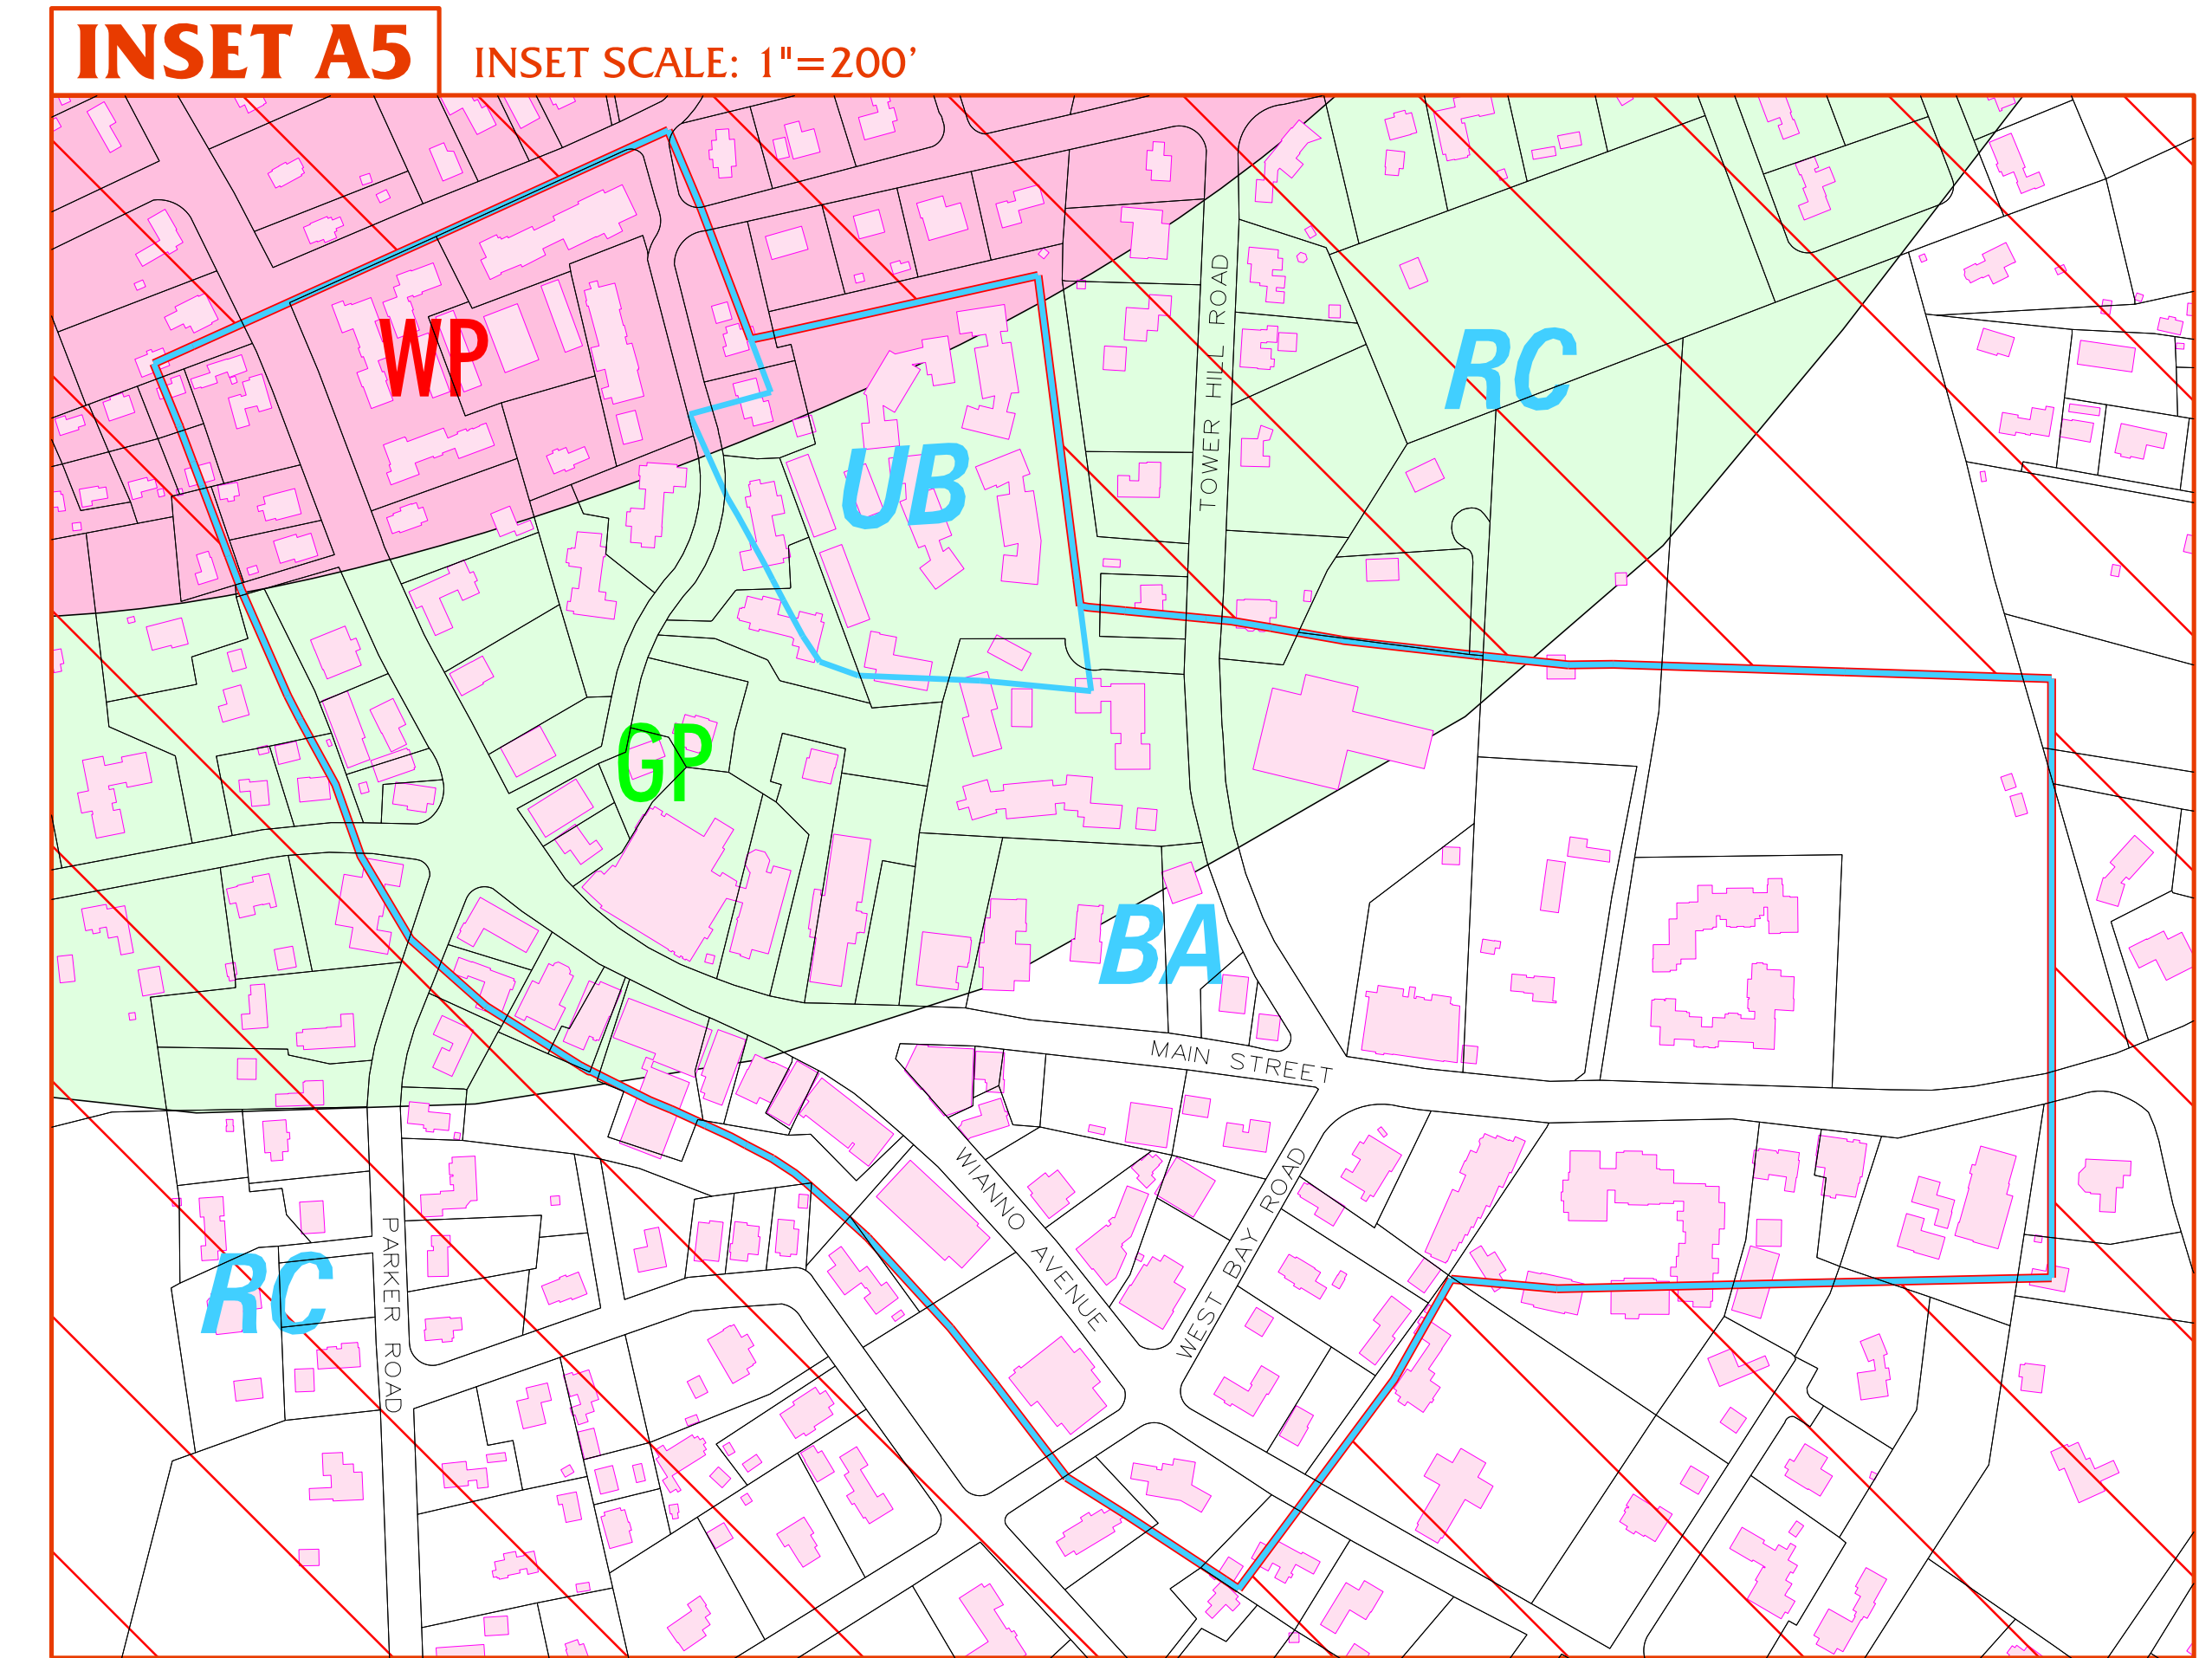 INSET A5
INSET SCALE: 1"=200'
WP
RC
UB
TOWER HILL ROAD
GP
BA
MAIN STREET
WIANNO AVENUE
WEST BAY ROAD
PARKER ROAD
RC